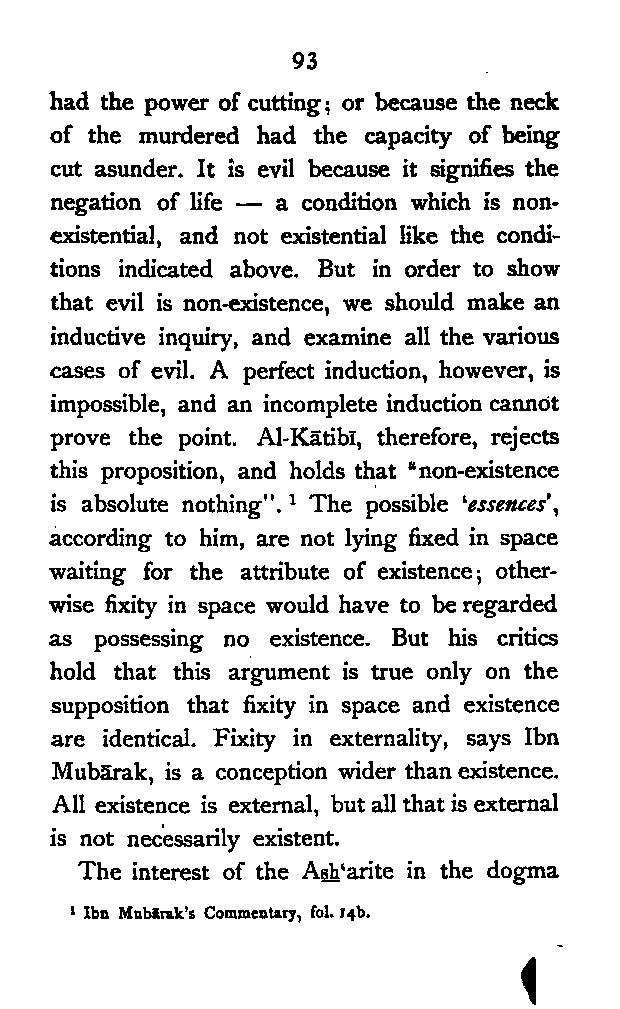 93
had the power of cutting; or because the neck
of the murdered had the capacity of being
cut asunder. It is evil because it signifies the
negation of life — a condition which is non-
existential, and not existential like the condi-
tions indicated above. But in order to show
that evil is non-existence, we should make an
inductive inquiry, and examine all the various
cases of evil. A perfect induction, however, is
impossible, and an incomplete induction cannot
prove the point. Al-Kātibī, therefore, rejects
this proposition, and holds that "non-existence
is absolute nothing". ¹ The possible 'essences',
according to him, are not lying fixed in space
waiting for the attribute of existence; other-
wise fixity in space would have to be regarded
as possessing no existence. But his critics
hold that this argument is true only on the
supposition that fixity in space and existence
are identical. Fixity in externality, says Ibn
Mubārak, is a conception wider than existence.
All existence is external, but all that is external
is not necessarily existent.
The interest of the Ash‘arite in the dogma
¹ Ibn Mubārak's Commentary, fol. 14b.